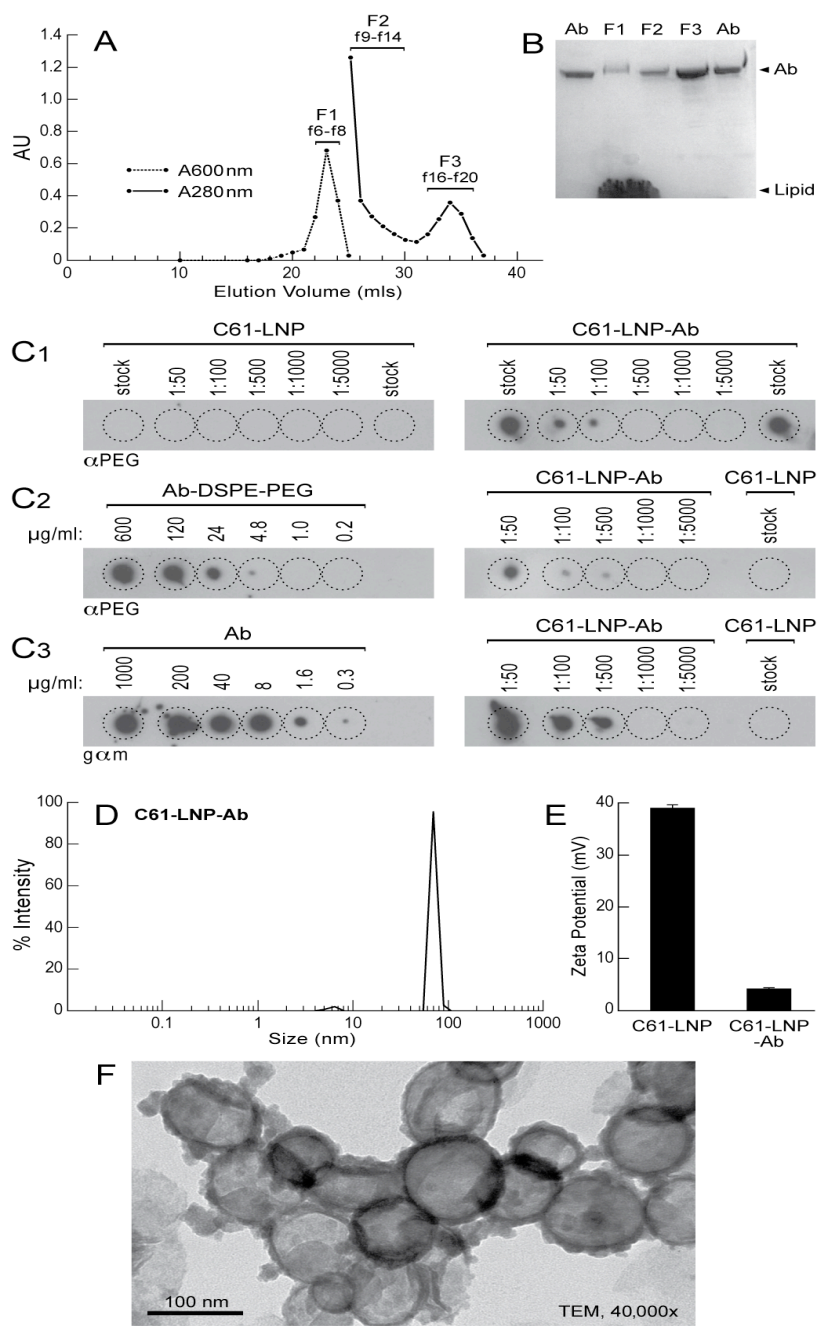 A
1.4
1.2
1.0
0.8
0.6
0.4
0.2
0
AU
F2
f9-f14
F1
f6-f8
F3
f16-f20
A600nm
A280nm
0 10 20 30 40
Elution Volume (mls)
B
Ab F1 F2 F3 Ab
Ab
Lipid
C1
C61-LNP
stock 1:50 1:100 1:500 1:1000 1:5000 stock
αPEG
C61-LNP-Ab
stock 1:50 1:100 1:500 1:1000 1:5000 stock
C2
Ab-DSPE-PEG
µg/ml: 600 120 24 4.8 1.0 0.2
αPEG
C61-LNP-Ab C61-LNP
1:50 1:100 1:500 1:1000 1:5000 stock
C3
Ab
µg/ml: 1000 200 40 8 1.6 0.3
gαm
C61-LNP-Ab C61-LNP
1:50 1:100 1:500 1:1000 1:5000 stock
D C61-LNP-Ab
100
80
60
40
20
0
% Intensity
0.1 1 10 100 1000
Size (nm)
E
40
30
20
10
0
Zeta Potential (mV)
C61-LNP C61-LNP
-Ab
F
100 nm
TEM, 40,000x